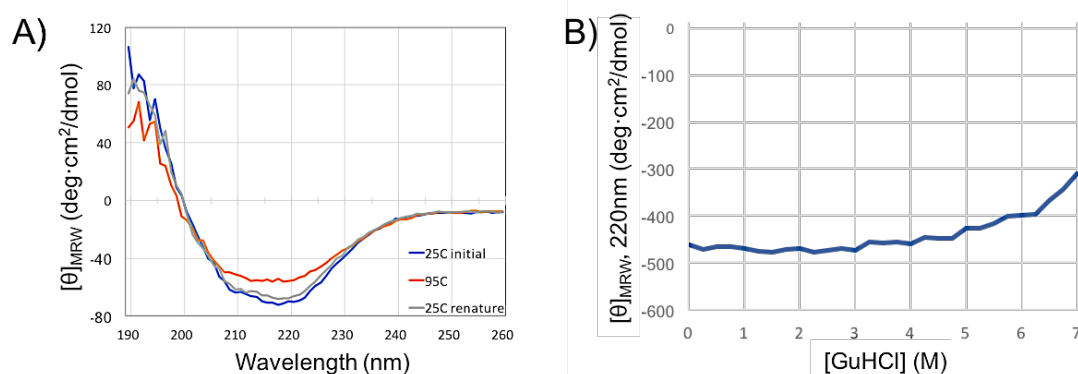 A)
120
80
40
0
-40
-80
[θ]MRW (deg·cm²/dmol)
190 200 210 220 230 240 250 260
Wavelength (nm)
25C initial
95C
25C renature
B)
0
-100
-200
-300
-400
-500
-600
[θ]MRW, 220nm (deg·cm²/dmol)
0 1 2 3 4 5 6 7
[GuHCl] (M)